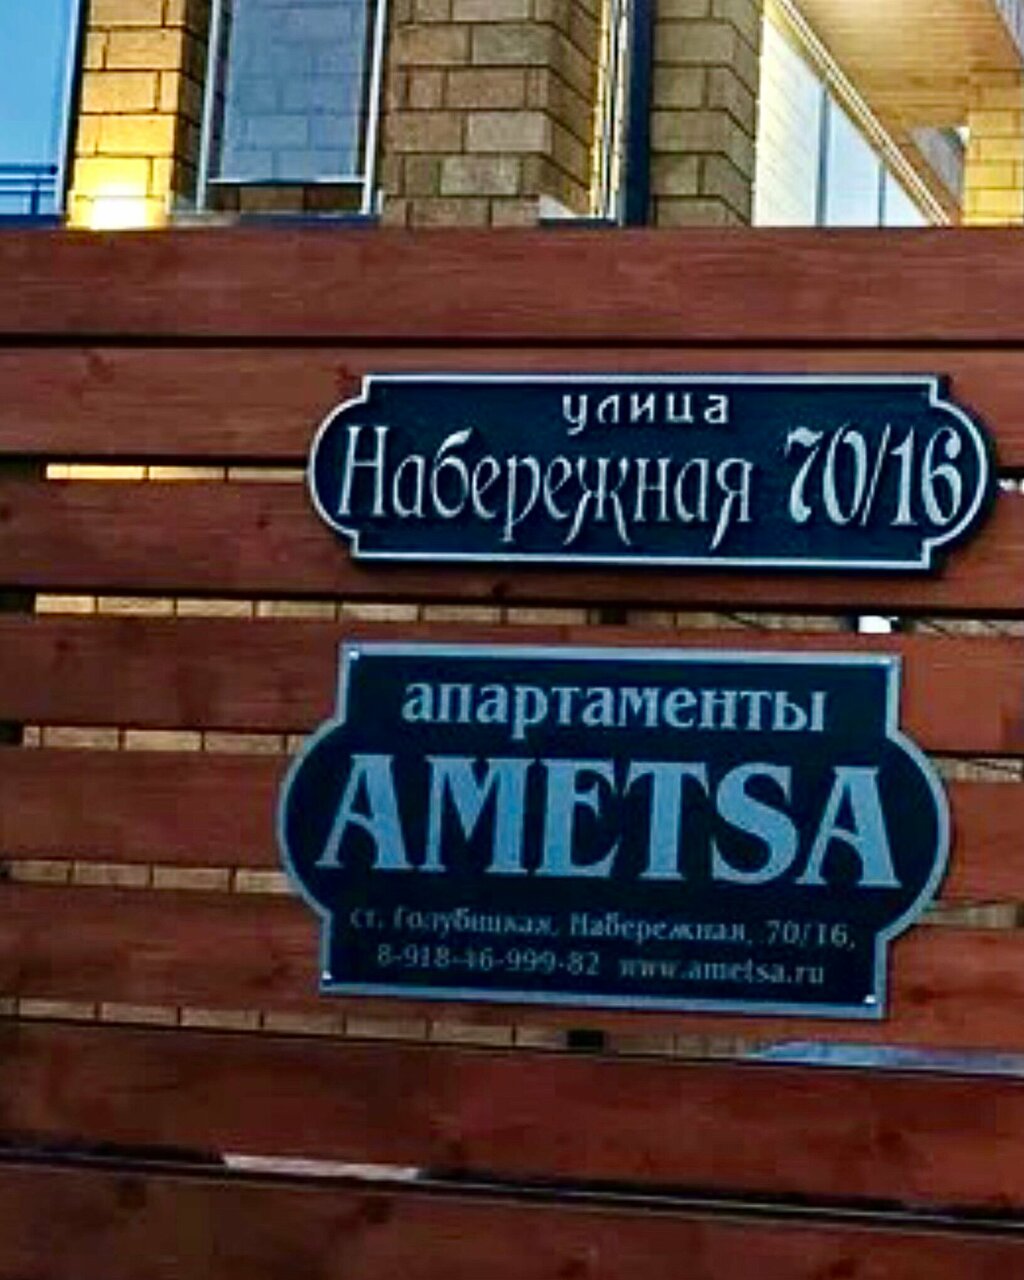 улица
Набережная 70/16
апартаменты
AMETSA
ст. Голубицкая, Набережная, 70/16,
8-918-46-999-82 www.ametsa.ru